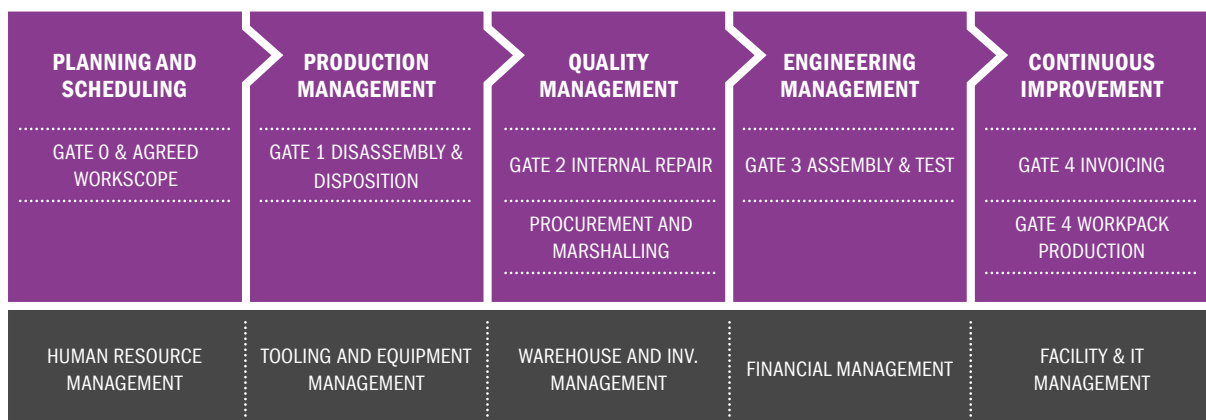 PLANNING AND
SCHEDULING
GATE 0 & AGREED
WORKSCOPE
PRODUCTION
MANAGEMENT
GATE 1 DISASSEMBLY &
DISPOSITION
QUALITY
MANAGEMENT
GATE 2 INTERNAL REPAIR
PROCUREMENT AND
MARSHALLING
ENGINEERING
MANAGEMENT
GATE 3 ASSEMBLY & TEST
CONTINUOUS
IMPROVEMENT
GATE 4 INVOICING
GATE 4 WORKPACK
PRODUCTION
HUMAN RESOURCE
MANAGEMENT
TOOLING AND EQUIPMENT
MANAGEMENT
WAREHOUSE AND INV.
MANAGEMENT
FINANCIAL MANAGEMENT
FACILITY & IT
MANAGEMENT